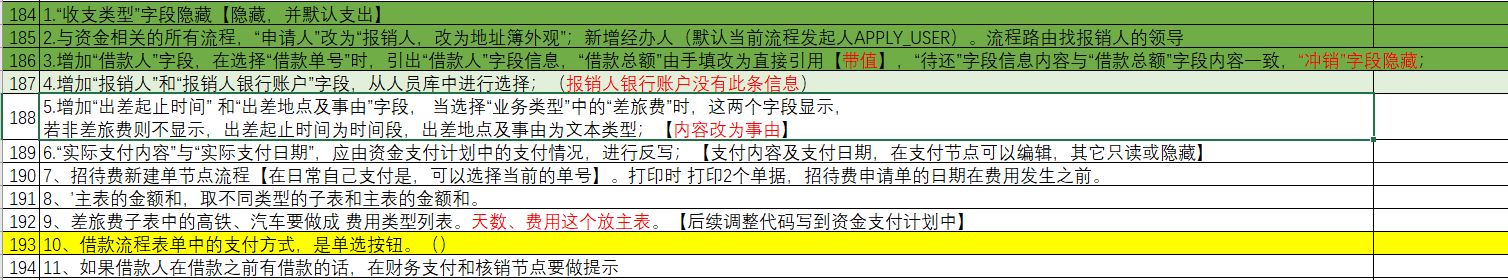 184 1.“收支类型”字段隐藏【隐藏，并默认支出】
185 2.与资金相关的所有流程，“申请人”改为“报销人，改为地址簿外观”；新增经办人（默认当前流程发起人APPLY_USER）。流程路由找报销人的领导
186 3.增加“借款人”字段，在选择“借款单号”时，引出“借款人”字段信息，“借款总额”由手填改为直接引用【带值】，“待还”字段信息内容与“借款总额”字段内容一致，“冲销”字段隐藏；
187 4.增加“报销人”和“报销人银行账户”字段，从人员库中进行选择；（报销人银行账户没有此条信息）
188 5.增加“出差起止时间” 和“出差地点及事由”字段， 当选择“业务类型”中的“差旅费”时，这两个字段显示，
若非差旅费则不显示，出差起止时间为时间段，出差地点及事由为文本类型；【内容改为事由】
189 6.“实际支付内容”与“实际支付日期”，应由资金支付计划中的支付情况，进行反写；【支付内容及支付日期，在支付节点可以编辑，其它只读或隐藏】
190 7、招待费新建单节点流程【在日常自己支付是，可以选择当前的单号】。打印时 打印2个单据，招待费申请单的日期在费用发生之前。
191 8、'主表的金额和，取不同类型的子表和主表的金额和。
192 9、差旅费子表中的高铁、汽车要做成 费用类型列表。天数、费用这个放主表。【后续调整代码写到资金支付计划中】
193 10、借款流程表单中的支付方式，是单选按钮。（）
194 11、如果借款人在借款之前有借款的话，在财务支付和核销节点要做提示